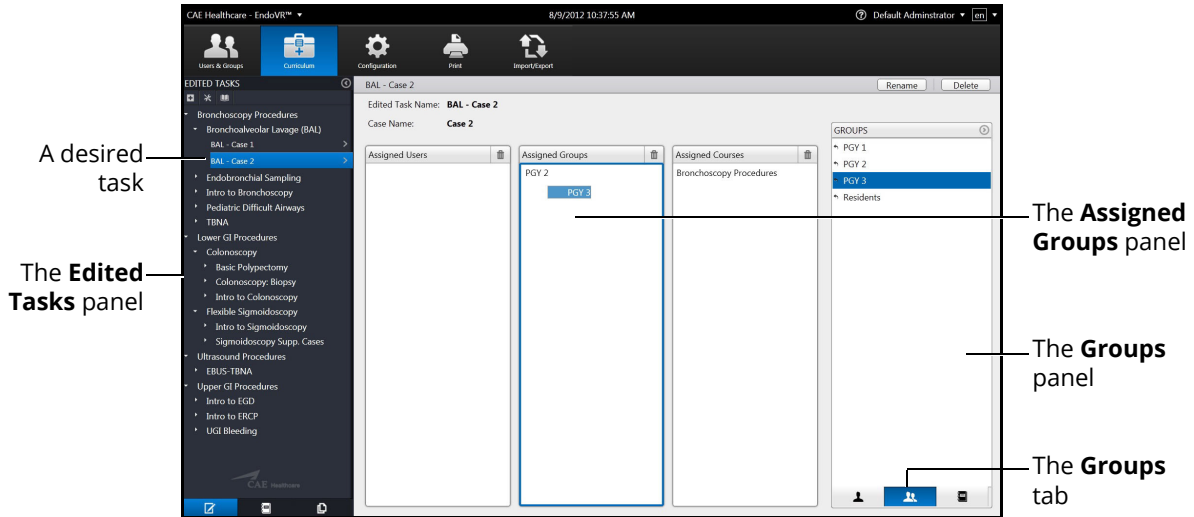 CAE Healthcare - EndoVR™
8/9/2012 10:37:55 AM
Default Adminstrator
en
Users & Groups
Curriculum
Configuration
Print
Import/Export
EDITED TASKS
Bronchoscopy Procedures
Bronchoalveolar Lavage (BAL)
BAL - Case 1
BAL - Case 2
Endobronchial Sampling
Intro to Bronchoscopy
Pediatric Difficult Airways
TBNA
Lower GI Procedures
Colonoscopy
Basic Polypectomy
Colonoscopy: Biopsy
Intro to Colonoscopy
Flexible Sigmoidoscopy
Intro to Sigmoidoscopy
Sigmoidoscopy Supp. Cases
Ultrasound Procedures
EBUS-TBNA
Upper GI Procedures
Intro to EGD
Intro to ERCP
UGI Bleeding
CAE Healthcare
BAL - Case 2
Rename
Delete
Edited Task Name: BAL - Case 2
Case Name: Case 2
Assigned Users
Assigned Groups
PGY 2
PGY 3
Assigned Courses
Bronchoscopy Procedures
GROUPS
PGY 1
PGY 2
PGY 3
Residents
A desired
task
The Edited
Tasks panel
The Assigned
Groups panel
The Groups
panel
The Groups
tab